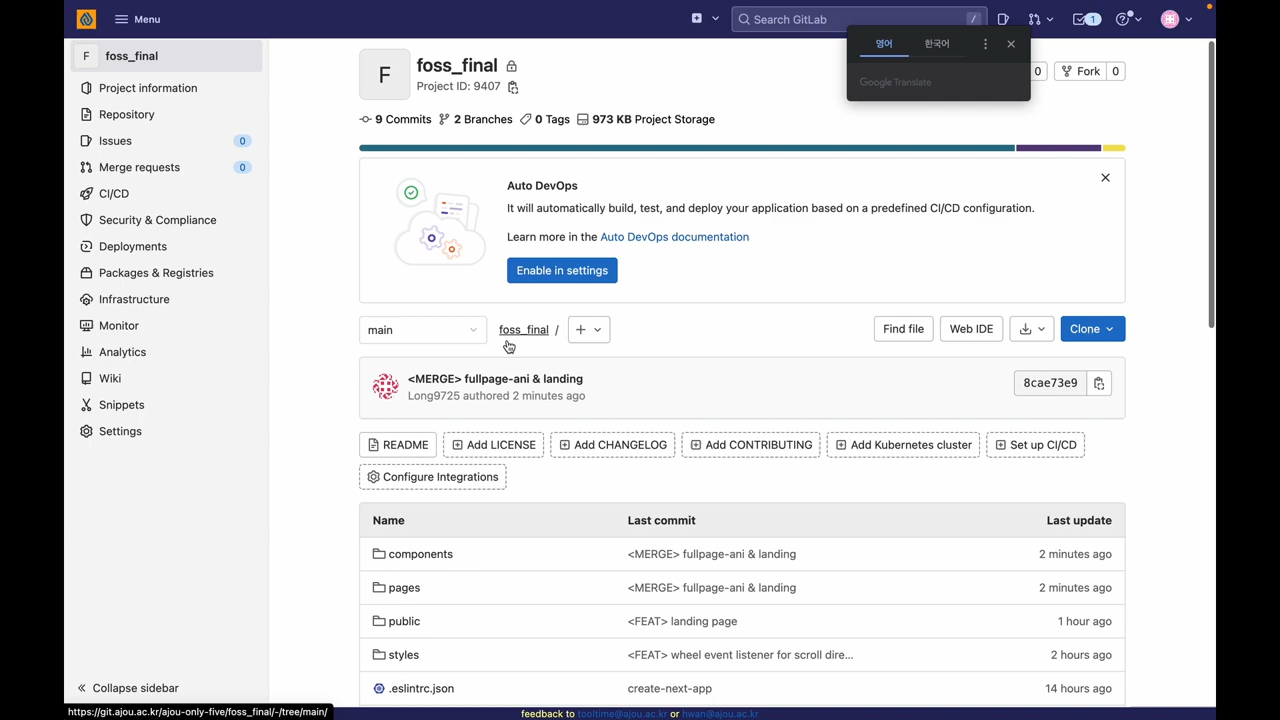 Menu
Search GitLab
/
1
영어
한국어
Google Translate
F
foss_final
Project information
Repository
Issues
0
Merge requests
0
CI/CD
Security & Compliance
Deployments
Packages & Registries
Infrastructure
Monitor
Analytics
Wiki
Snippets
Settings
Collapse sidebar
F
foss_final
Project ID: 9407
0
Fork
0
9 Commits
2 Branches
0 Tags
973 KB Project Storage
Auto DevOps
It will automatically build, test, and deploy your application based on a predefined CI/CD configuration.
Learn more in the Auto DevOps documentation
Enable in settings
main
foss_final /
Find file
Web IDE
Clone
<MERGE> fullpage-ani & landing
Long9725 authored 2 minutes ago
8cae73e9
README
Add LICENSE
Add CHANGELOG
Add CONTRIBUTING
Add Kubernetes cluster
Set up CI/CD
Configure Integrations
Name Last commit Last update
components <MERGE> fullpage-ani & landing 2 minutes ago
pages <MERGE> fullpage-ani & landing 2 minutes ago
public <FEAT> landing page 1 hour ago
styles <FEAT> wheel event listener for scroll dire... 2 hours ago
.eslintrc.json create-next-app 14 hours ago
https://git.ajou.ac.kr/ajou-only-five/foss_final/-/tree/main/
feedback to tooltime@ajou.ac.kr or hwan@ajou.ac.kr